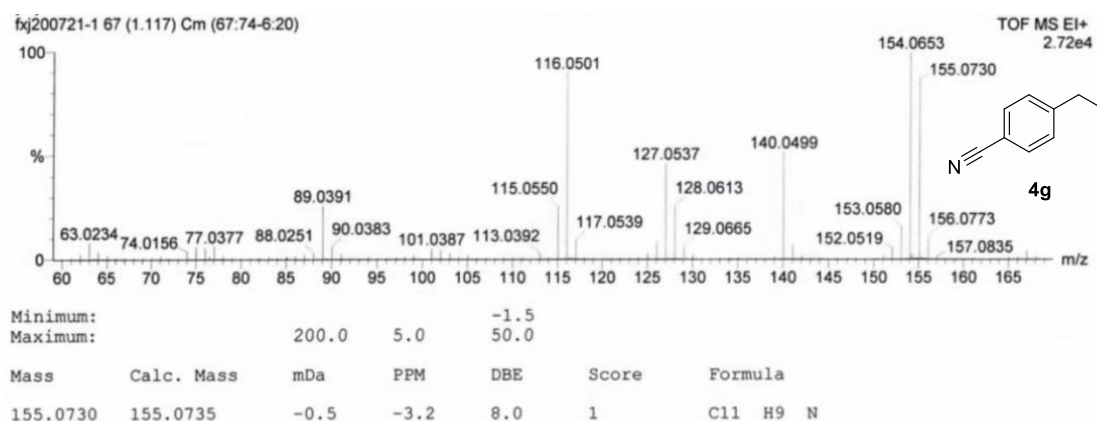 fxj200721-1 67 (1.117) Cm (67:74-6:20)
TOF MS EI+
2.72e4
100
%
0
63.0234
74.0156
77.0377
88.0251
89.0391
90.0383
101.0387
113.0392
115.0550
116.0501
117.0539
127.0537
128.0613
129.0665
140.0499
152.0519
153.0580
154.0653
155.0730
156.0773
157.0835
N
4g
60 65 70 75 80 85 90 95 100 105 110 115 120 125 130 135 140 145 150 155 160 165 m/z
Minimum: -1.5
Maximum: 200.0 5.0 50.0
Mass Calc. Mass mDa PPM DBE Score Formula
155.0730 155.0735 -0.5 -3.2 8.0 1 C11 H9 N